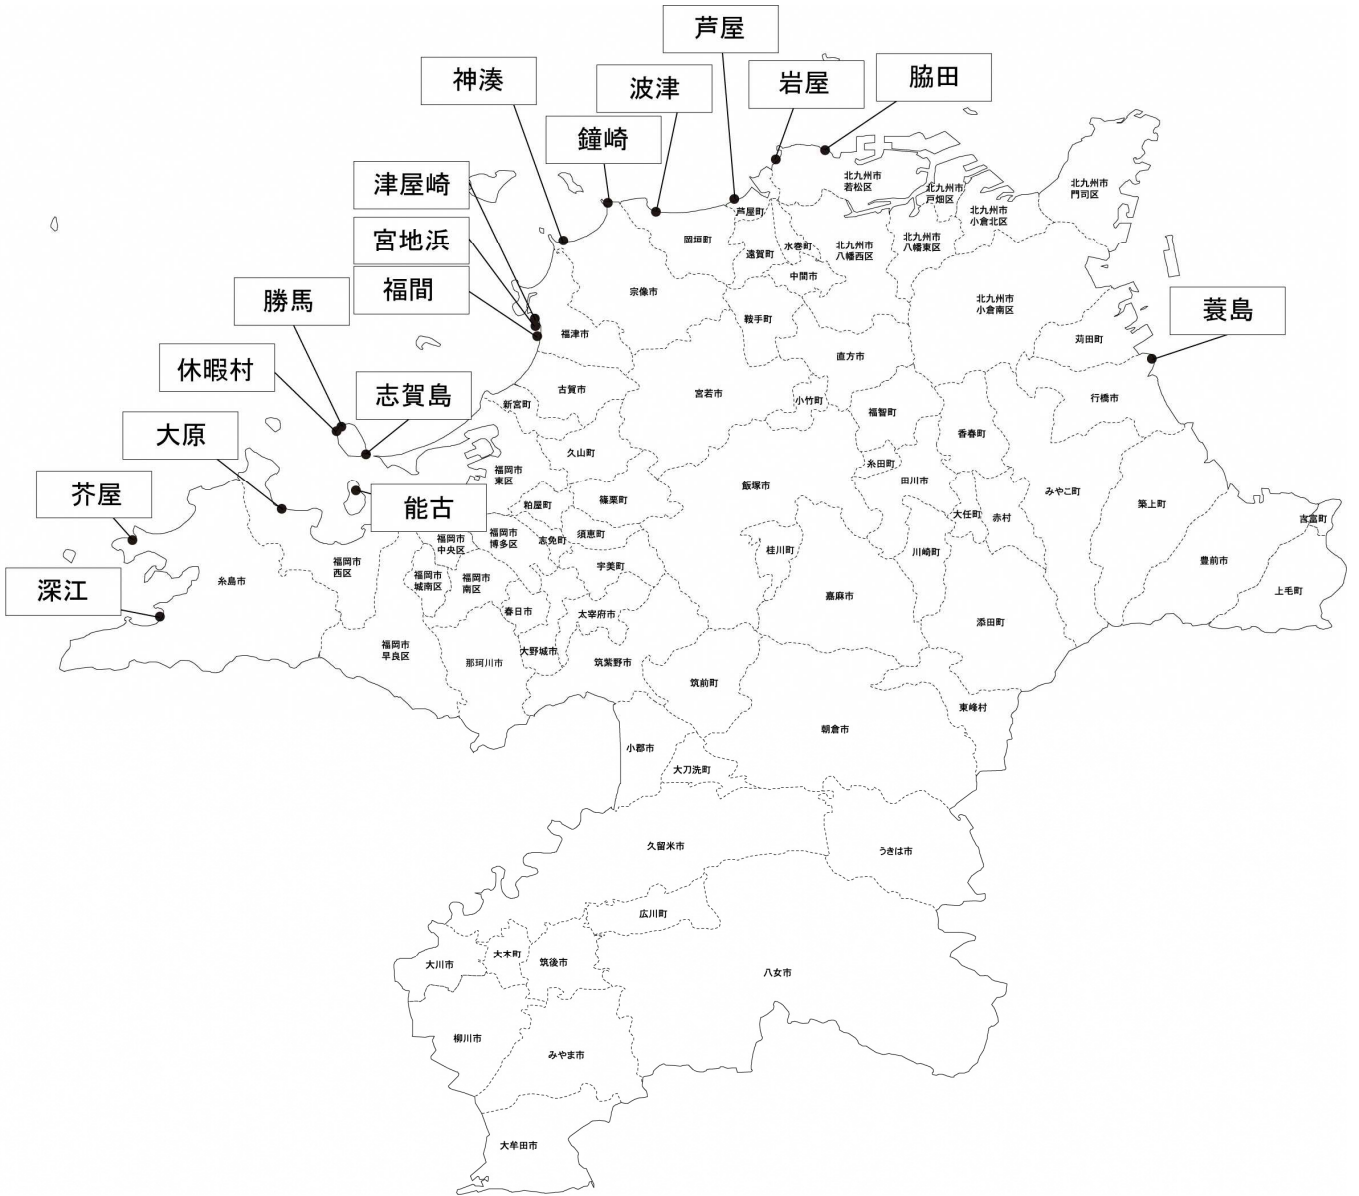 芦屋
神湊
波津
岩屋
脇田
鐘崎
津屋崎
宮地浜
福間
勝馬
休暇村
志賀島
大原
芥屋
能古
深江
蓑島
北九州市
若松区
北九州市
戸畑区
北九州市
門司区
北九州市
小倉北区
芦屋町
岡垣町
遠賀町
水巻町
北九州市
八幡西区
北九州市
八幡東区
中間市
宗像市
北九州市
小倉南区
鞍手町
福津市
苅田町
直方市
古賀市
宮若市
小竹町
新宮町
福智町
行橋市
香春町
久山町
糸田町
福岡市
東区
飯塚市
田川市
みやこ町
篠栗町
粕屋町
築上町
大任町
赤村
吉富町
福岡市
中央区
福岡市
博多区
志免町
須恵町
桂川町
川崎町
福岡市
西区
糸島市
福岡市
城南区
福岡市
南区
宇美町
豊前市
上毛町
嘉麻市
春日市
太宰府市
添田町
福岡市
早良区
那珂川市
大野城市
筑紫野市
筑前町
東峰村
朝倉市
小郡市
大刀洗町
久留米市
うきは市
広川町
大川市
大木町
筑後市
八女市
柳川市
みやま市
大牟田市